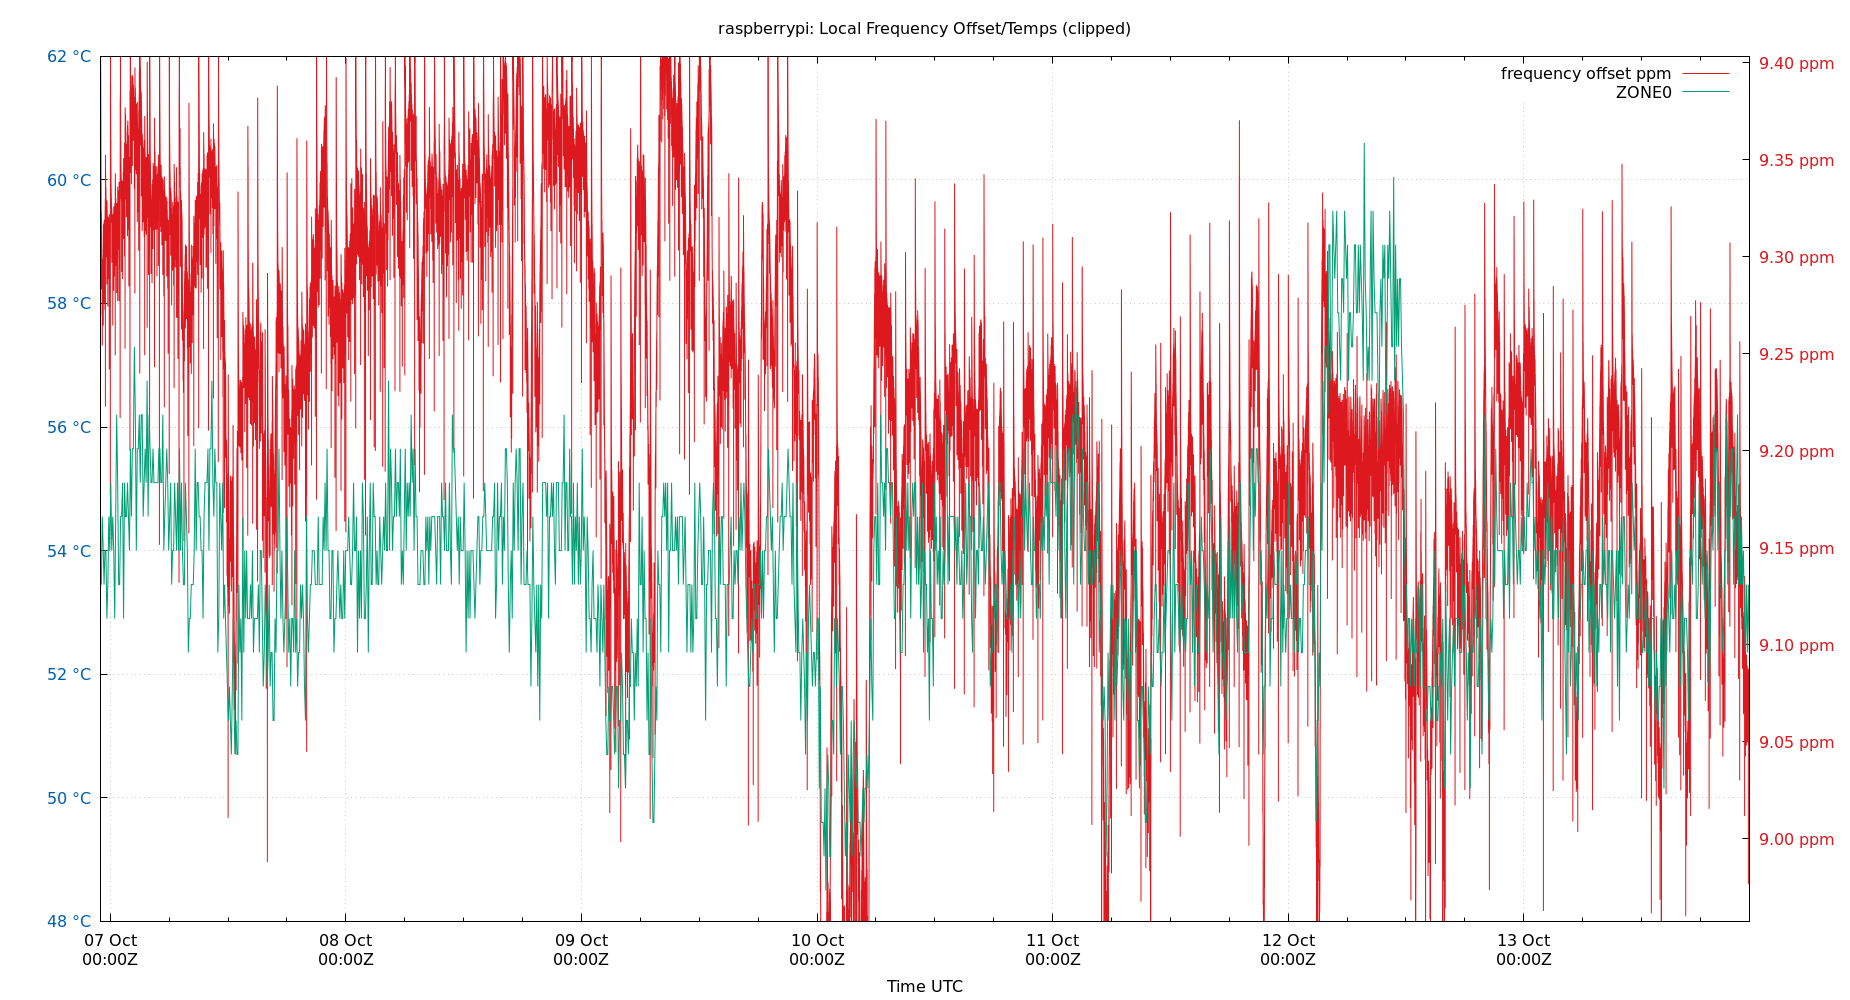 raspberrypi: Local Frequency Offset/Temps (clipped)
62 °C
60 °C
58 °C
56 °C
54 °C
52 °C
50 °C
48 °C
frequency offset ppm
ZONE0
9.40 ppm
9.35 ppm
9.30 ppm
9.25 ppm
9.20 ppm
9.15 ppm
9.10 ppm
9.05 ppm
9.00 ppm
07 Oct 08 Oct 09 Oct 10 Oct 11 Oct 12 Oct 13 Oct
00:00Z 00:00Z 00:00Z 00:00Z 00:00Z 00:00Z 00:00Z
Time UTC